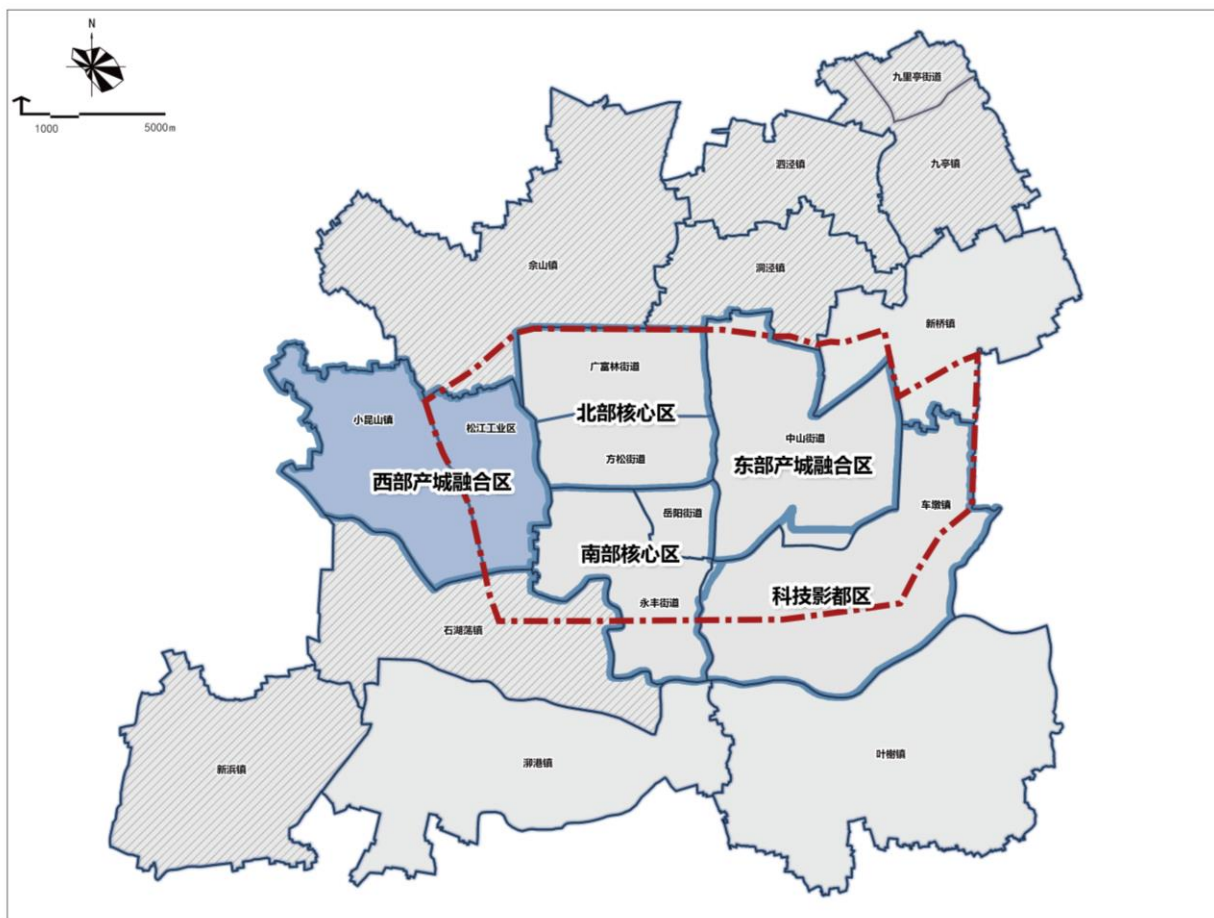 N
1000
5000m
九里亭街道
九亭镇
泗泾镇
佘山镇
洞泾镇
新桥镇
广富林街道
小昆山镇
松江工业区
北部核心区
中山街道
方松街道
东部产城融合区
西部产城融合区
车墩镇
岳阳街道
南部核心区
科技影都区
永丰街道
石湖荡镇
叶榭镇
新浜镇
泖港镇